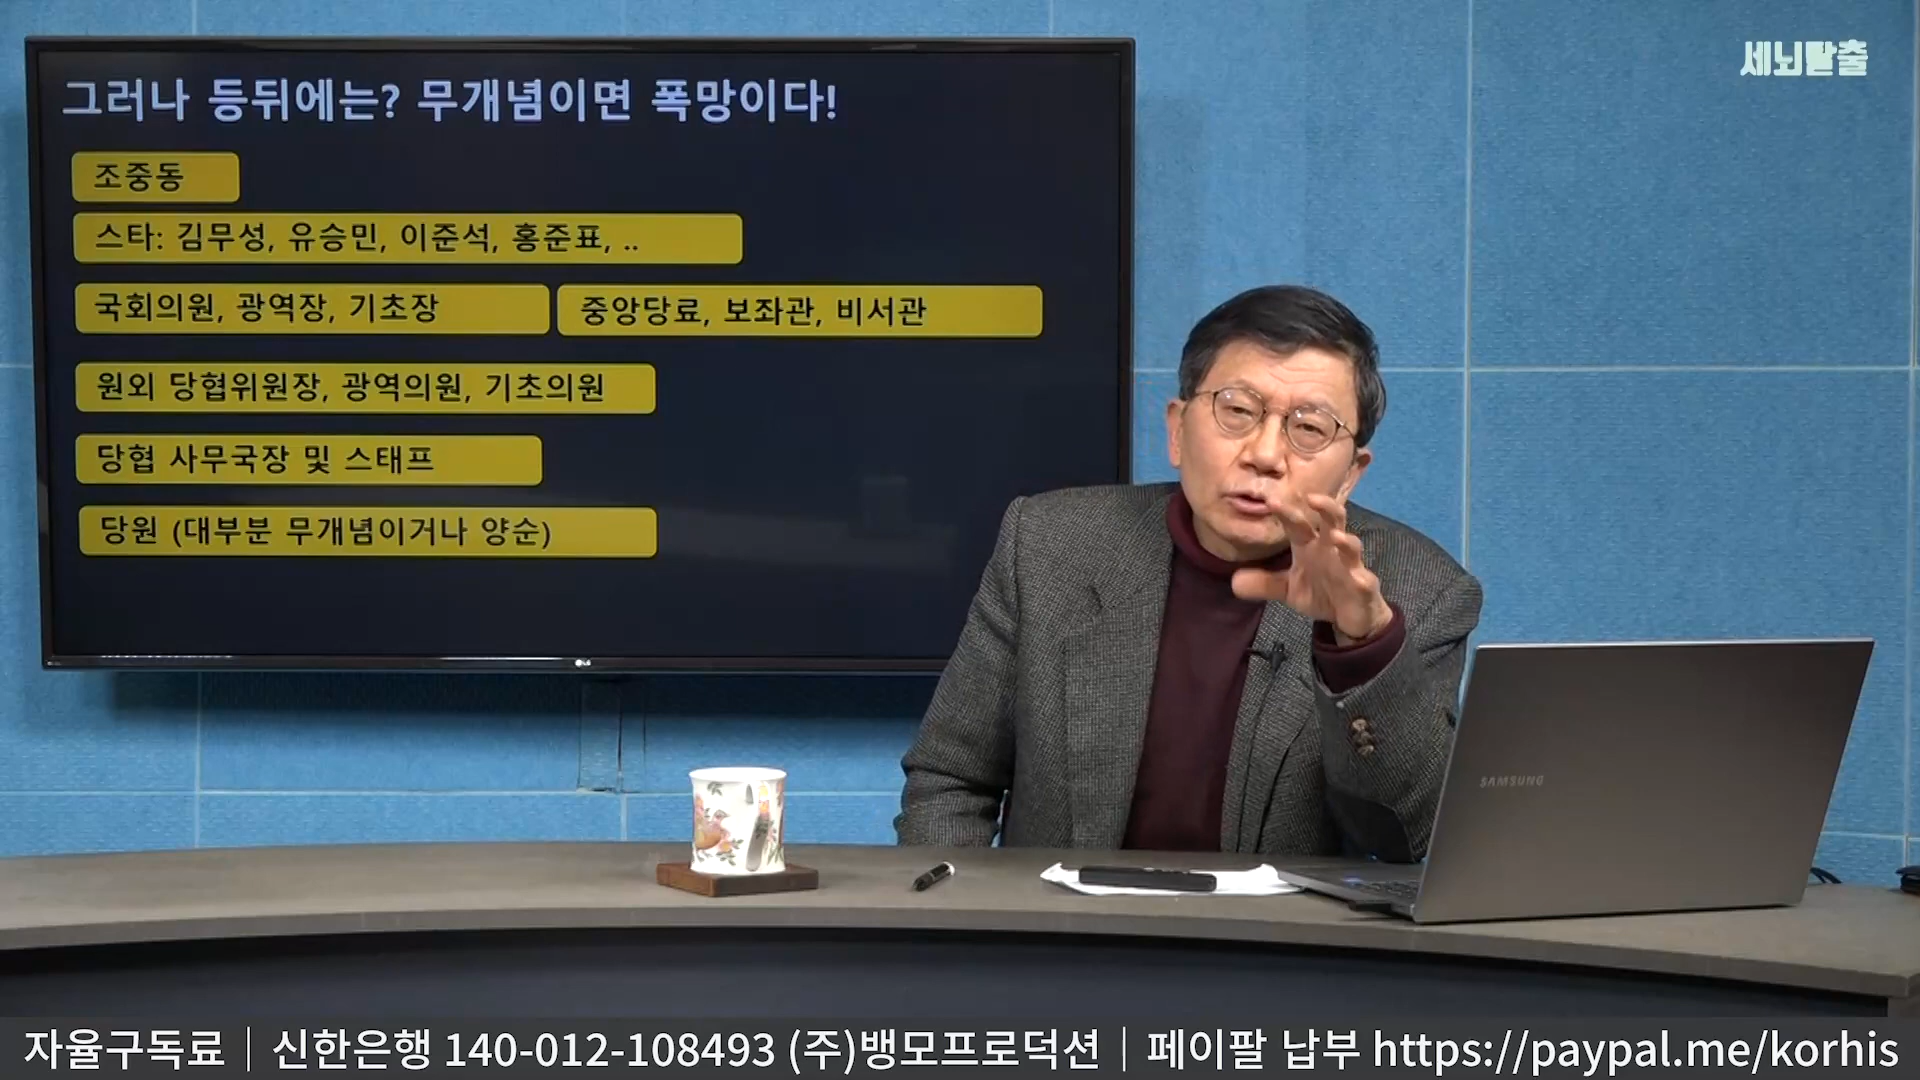 세뇌탈출
그러나 등뒤에는? 무개념이면 폭망이다!
조중동
스타: 김무성, 유승민, 이준석, 홍준표, ..
국회의원, 광역장, 기초장
중앙당료, 보좌관, 비서관
원외 당협위원장, 광역의원, 기초의원
당협 사무국장 및 스태프
당원 (대부분 무개념이거나 양순)
LG
SAMSUNG
자율구독료│신한은행 140-012-108493 (주)뱅모프로덕션│페이팔 납부 https://paypal.me/korhis